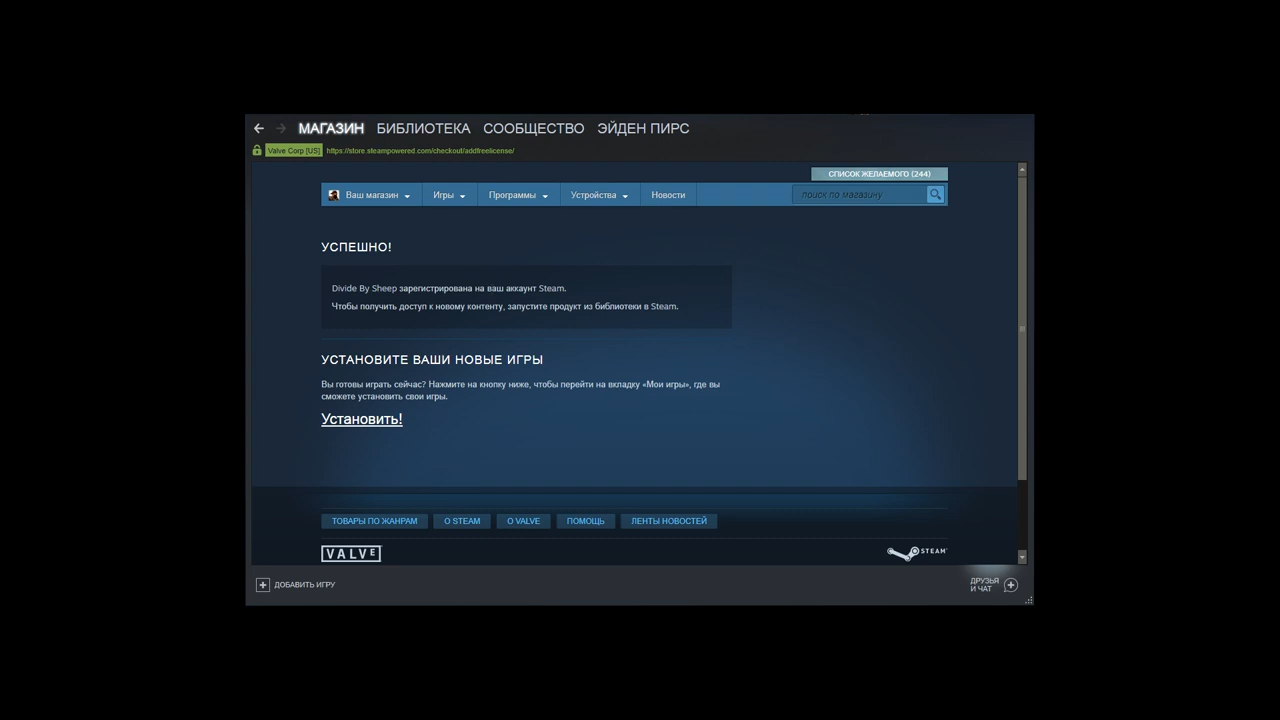 МАГАЗИН БИБЛИОТЕКА СООБЩЕСТВО ЭЙДЕН ПИРС
Valve Corp [US] https://store.steampowered.com/checkout/addfreelicense/
СПИСОК ЖЕЛАЕМОГО (244)
Ваш магазин Игры Программы Устройства Новости поиск по магазину
УСПЕШНО!
Divide By Sheep зарегистрирована на ваш аккаунт Steam.
Чтобы получить доступ к новому контенту, запустите продукт из библиотеки в Steam.
УСТАНОВИТЕ ВАШИ НОВЫЕ ИГРЫ
Вы готовы играть сейчас? Нажмите на кнопку ниже, чтобы перейти на вкладку «Мои игры», где вы
сможете установить свои игры.
Установить!
ТОВАРЫ ПО ЖАНРАМ О STEAM О VALVE ПОМОЩЬ ЛЕНТЫ НОВОСТЕЙ
VALVE STEAM
ДОБАВИТЬ ИГРУ
ДРУЗЬЯ
И ЧАТ